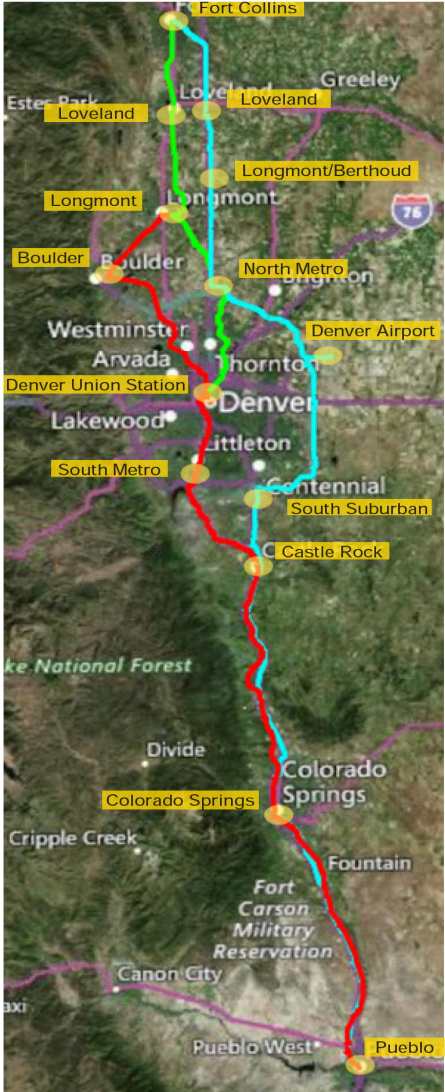 Fort Collins
Greeley
Loveland
Estes Park
Loveland
Loveland
Longmont/Berthoud
Longmont
Longmont
76
Boulder
Boulder
North Metro
Brighton
Westminster
Denver Airport
Arvada
Thornton
Denver Union Station
Denver
Lakewood
Littleton
South Metro
Centennial
South Suburban
Castle Rock
ke National Forest
Divide
Colorado
Springs
Colorado Springs
Cripple Creek
Fountain
Fort
Carson
Military
Reservation
Canon City
axi
Pueblo West
Pueblo